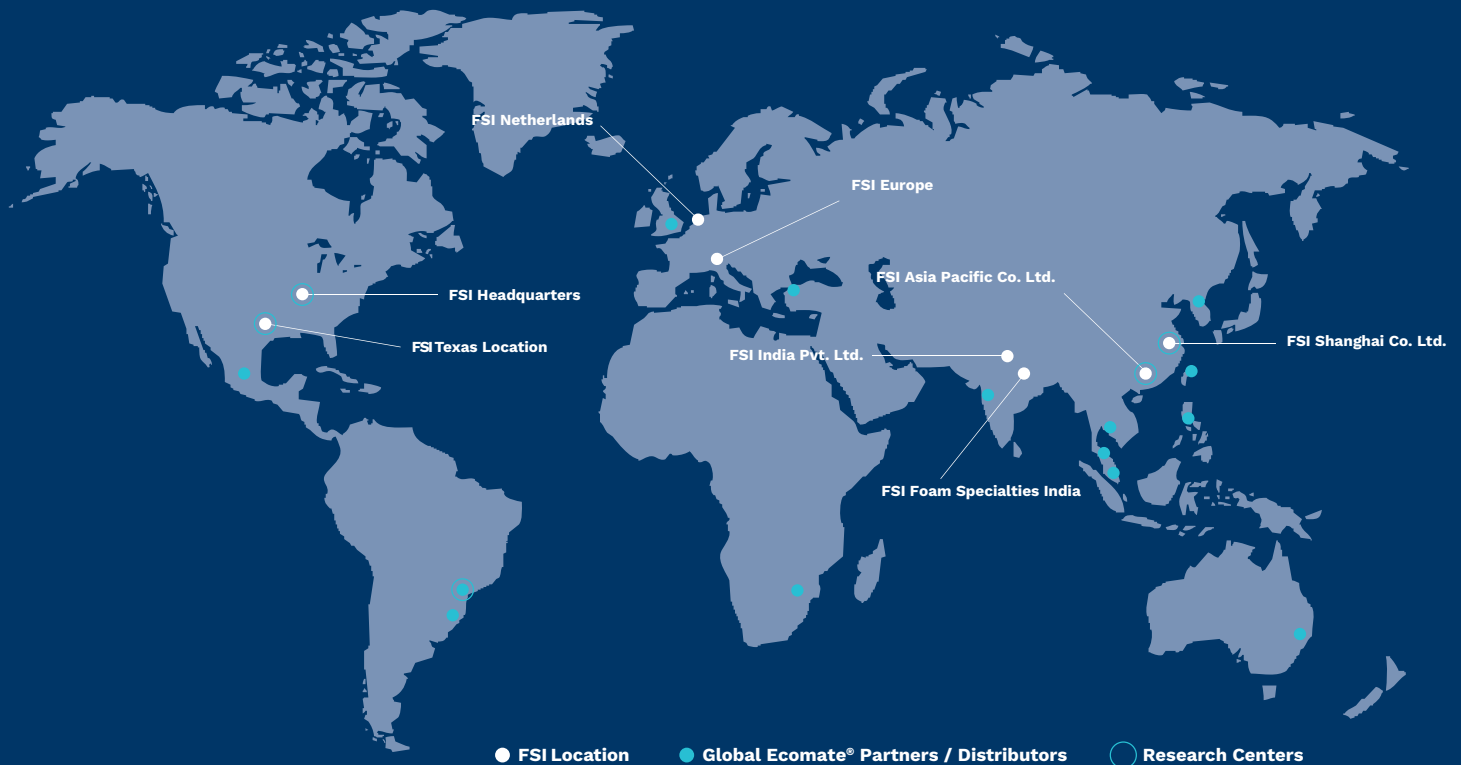 FSI Netherlands
FSI Europe
FSI Asia Pacific Co. Ltd.
FSI Headquarters
FSI Shanghai Co. Ltd.
FSI Texas Location
FSI India Pvt. Ltd.
FSI Foam Specialties India
FSI Location
Global Ecomate® Partners / Distributors
Research Centers